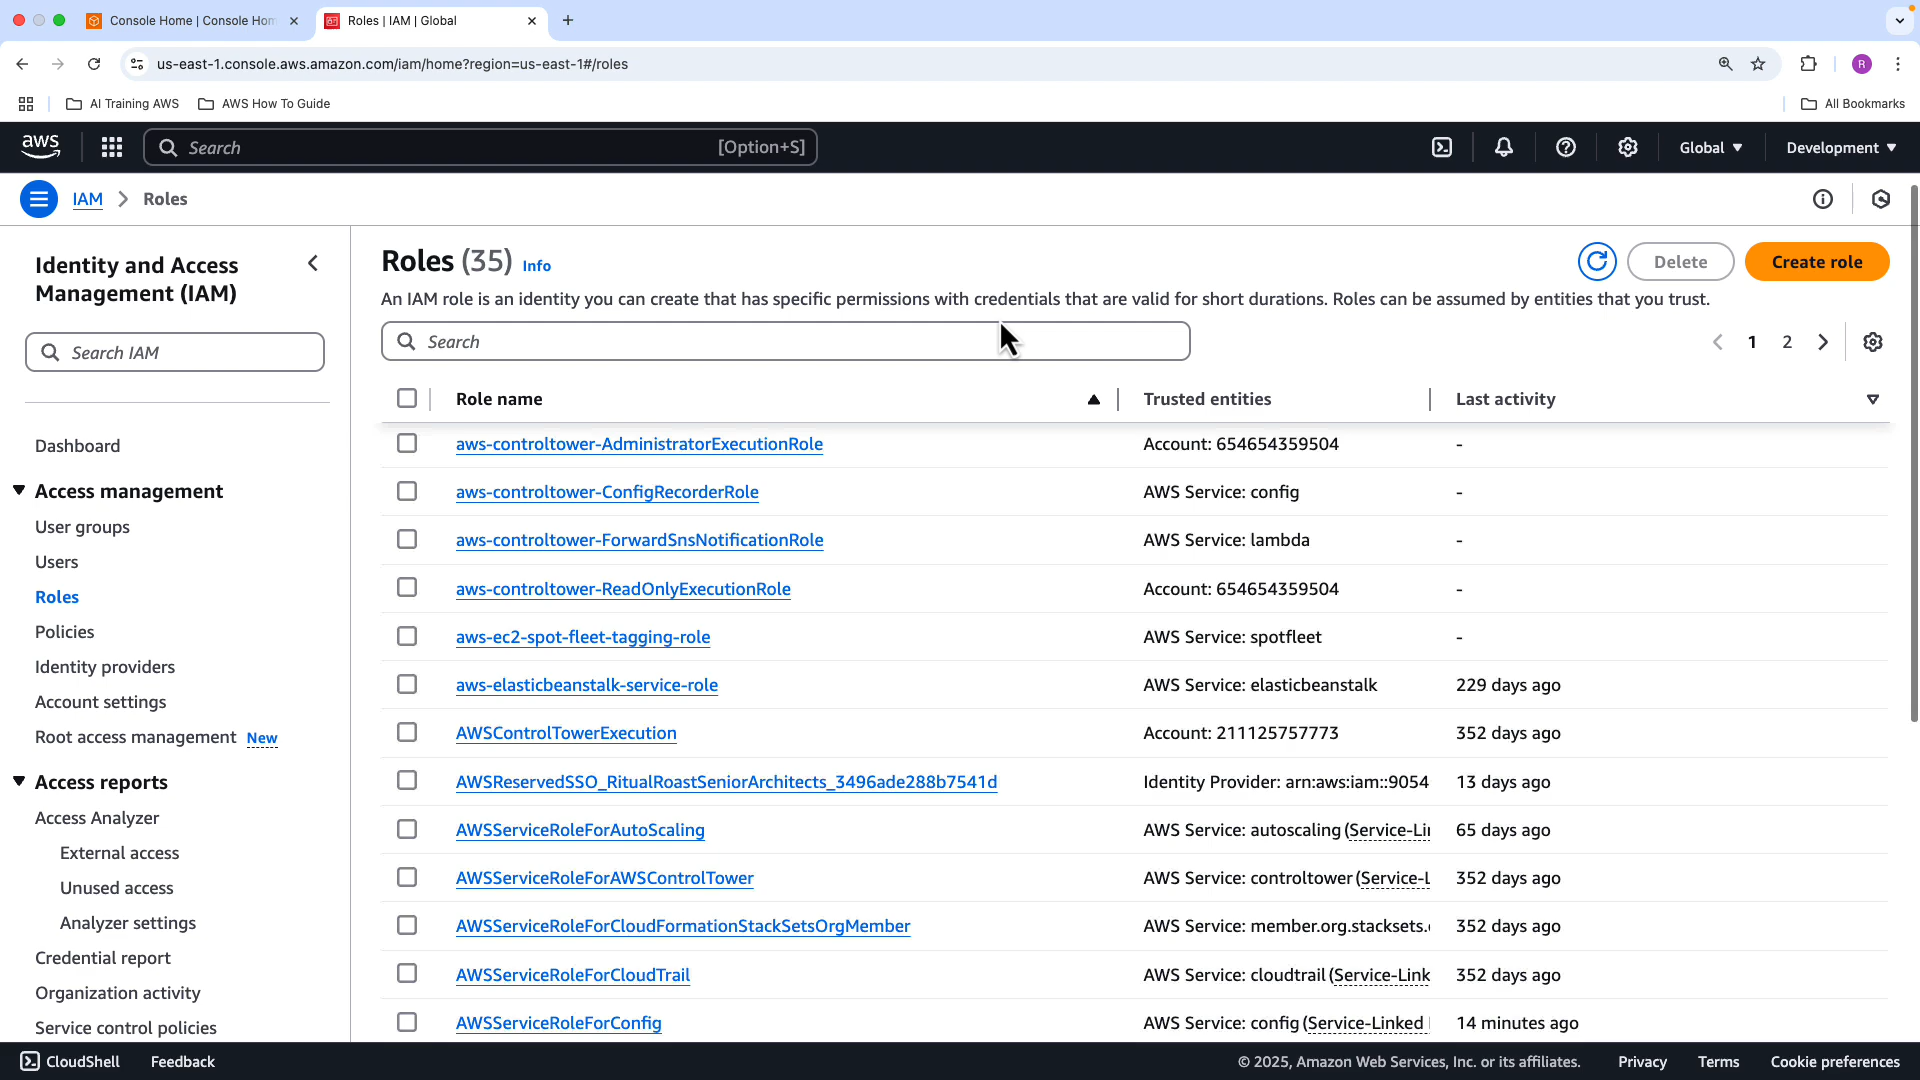 Console Home | Console Hom
Roles | IAM | Global
us-east-1.console.aws.amazon.com/iam/home?region=us-east-1#/roles
R
AI Training AWS
AWS How To Guide
All Bookmarks
aws
Search
[Option+S]
Global
Development
IAM
Roles
Identity and Access
Management (IAM)
Search IAM
Dashboard
Access management
User groups
Users
Roles
Policies
Identity providers
Account settings
Root access management New
Access reports
Access Analyzer
External access
Unused access
Analyzer settings
Credential report
Organization activity
Service control policies
Roles (35) Info
Delete
Create role
An IAM role is an identity you can create that has specific permissions with credentials that are valid for short durations. Roles can be assumed by entities that you trust.
Search
1 2
Role name Trusted entities Last activity
aws-controltower-AdministratorExecutionRole Account: 654654359504 -
aws-controltower-ConfigRecorderRole AWS Service: config -
aws-controltower-ForwardSnsNotificationRole AWS Service: lambda -
aws-controltower-ReadOnlyExecutionRole Account: 654654359504 -
aws-ec2-spot-fleet-tagging-role AWS Service: spotfleet -
aws-elasticbeanstalk-service-role AWS Service: elasticbeanstalk 229 days ago
AWSControlTowerExecution Account: 211125757773 352 days ago
AWSReservedSSO_RitualRoastSeniorArchitects_3496ade288b7541d Identity Provider: arn:aws:iam::9054 13 days ago
AWSServiceRoleForAutoScaling AWS Service: autoscaling (Service-Li 65 days ago
AWSServiceRoleForAWSControlTower AWS Service: controltower (Service-L 352 days ago
AWSServiceRoleForCloudFormationStackSetsOrgMember AWS Service: member.org.stacksets. 352 days ago
AWSServiceRoleForCloudTrail AWS Service: cloudtrail (Service-Link 352 days ago
AWSServiceRoleForConfig AWS Service: config (Service-Linked 14 minutes ago
CloudShell
Feedback
© 2025, Amazon Web Services, Inc. or its affiliates.
Privacy
Terms
Cookie preferences